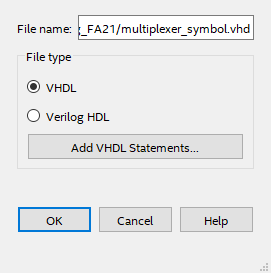 File name: _FA21/multiplexer_symbol.vhd
File type
VHDL
Verilog HDL
Add VHDL Statements...
OK Cancel Help